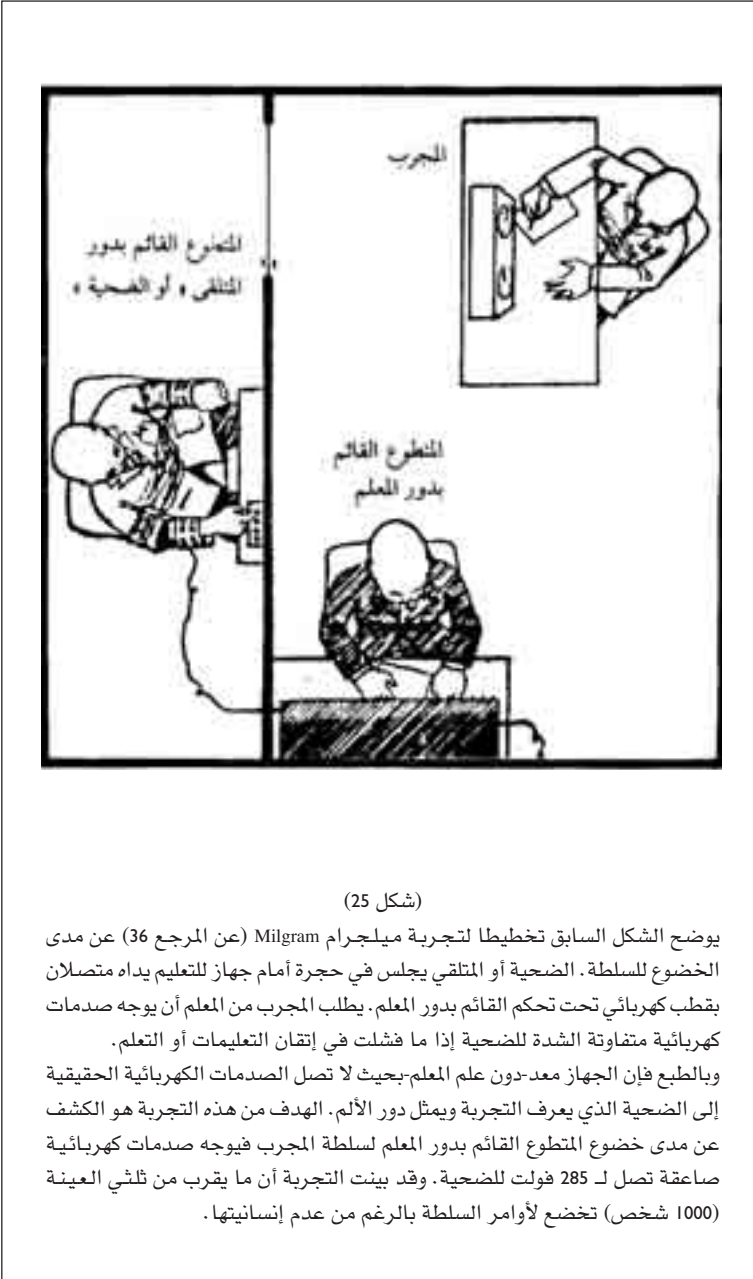 المجرب
المتطوع القائم بدور
المتلقى « أو الضحية »
المتطوع القائم
بدور المعلم
(شكل 25)
يوضح الشكل السابق تخطيطا لتجربة ميلجرام Milgram (عن المرجع 36) عن مدى
الخضوع للسلطة. الضحية أو المتلقي يجلس في حجرة أمام جهاز للتعليم يداه متصلان
بقطب كهربائي تحت تحكم القائم بدور المعلم. يطلب المجرب من المعلم أن يوجه صدمات
كهربائية متفاوتة الشدة للضحية إذا ما فشلت في إتقان التعليمات أو التعلم.
وبالطبع فإن الجهاز معد-دون علم المعلم-بحيث لا تصل الصدمات الكهربائية الحقيقية
إلى الضحية الذي يعرف التجربة ويمثل دور الألم. الهدف من هذه التجربة هو الكشف
عن مدى خضوع المتطوع القائم بدور المعلم لسلطة المجرب فيوجه صدمات كهربائية
صاعقة تصل لـ 285 فولت للضحية. وقد بينت التجربة أن ما يقرب من ثلثي العينة
(1000 شخص) تخضع لأوامر السلطة بالرغم من عدم إنسانيتها.